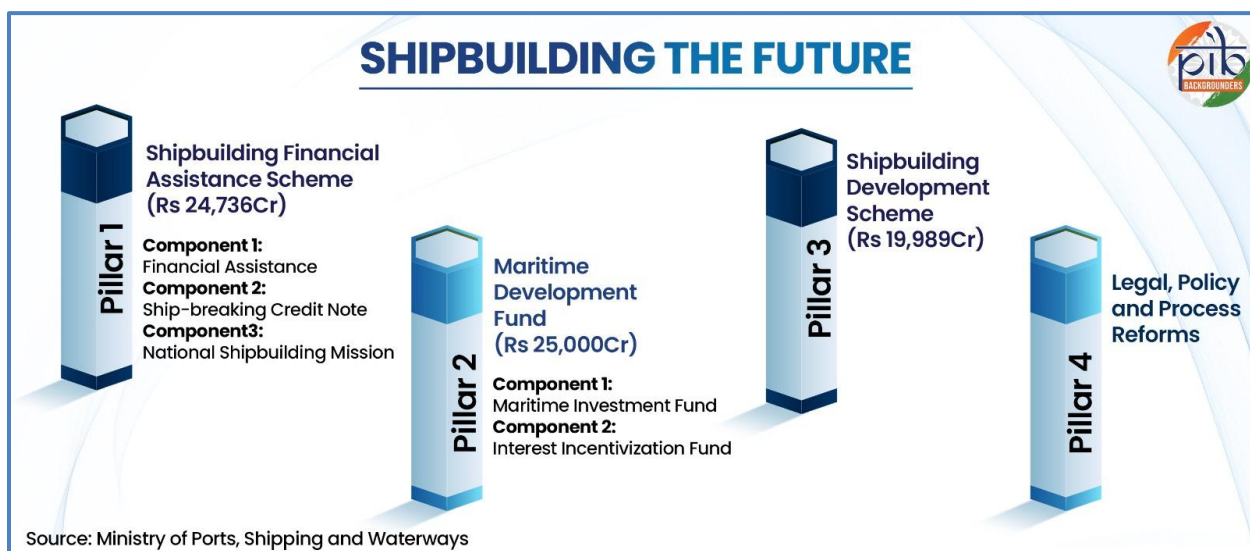 SHIPBUILDING THE FUTURE
pib
BACKGROUNDERS
Pillar 1
Shipbuilding Financial
Assistance Scheme
(Rs 24,736Cr)
Component 1:
Financial Assistance
Component 2:
Ship-breaking Credit Note
Component3:
National Shipbuilding Mission
Pillar 2
Maritime
Development
Fund
(Rs 25,000Cr)
Component 1:
Maritime Investment Fund
Component 2:
Interest Incentivization Fund
Pillar 3
Shipbuilding
Development
Scheme
(Rs 19,989Cr)
Pillar 4
Legal, Policy
and Process
Reforms
Source: Ministry of Ports, Shipping and Waterways